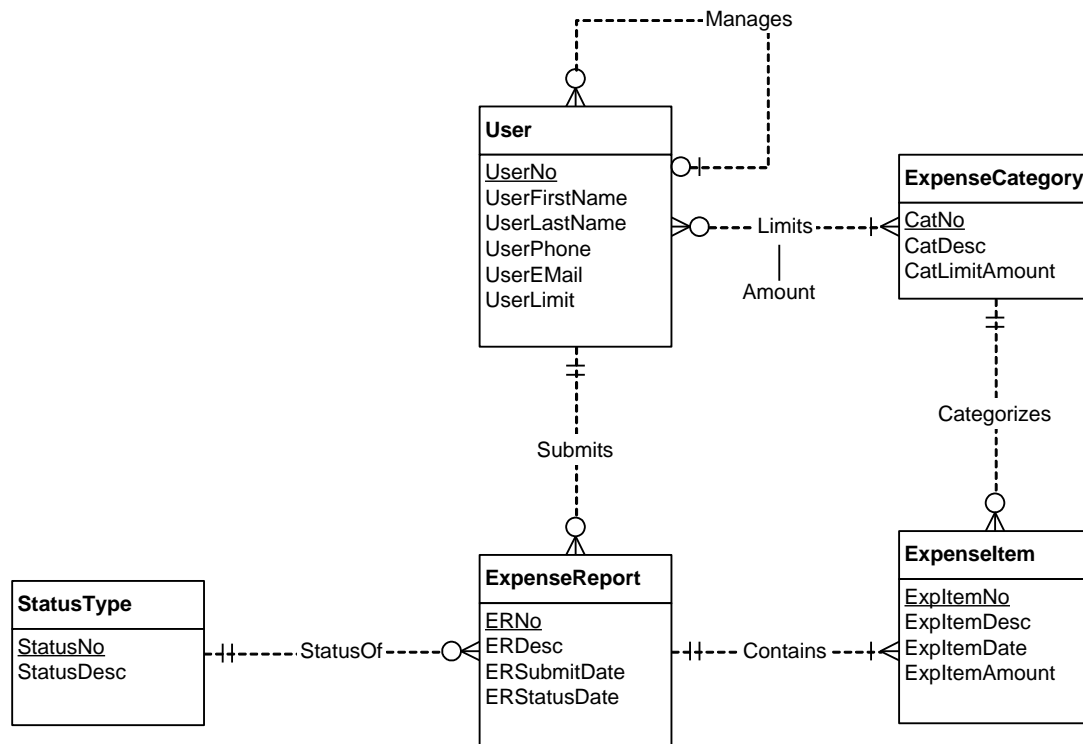 Manages
User
UserNo
UserFirstName
UserLastName
UserPhone
UserEMail
UserLimit
Limits
Amount
ExpenseCategory
CatNo
CatDesc
CatLimitAmount
Submits
Categorizes
StatusType
StatusNo
StatusDesc
StatusOf
ExpenseReport
ERNo
ERDesc
ERSubmitDate
ERStatusDate
Contains
ExpenseItem
ExpItemNo
ExpItemDesc
ExpItemDate
ExpItemAmount